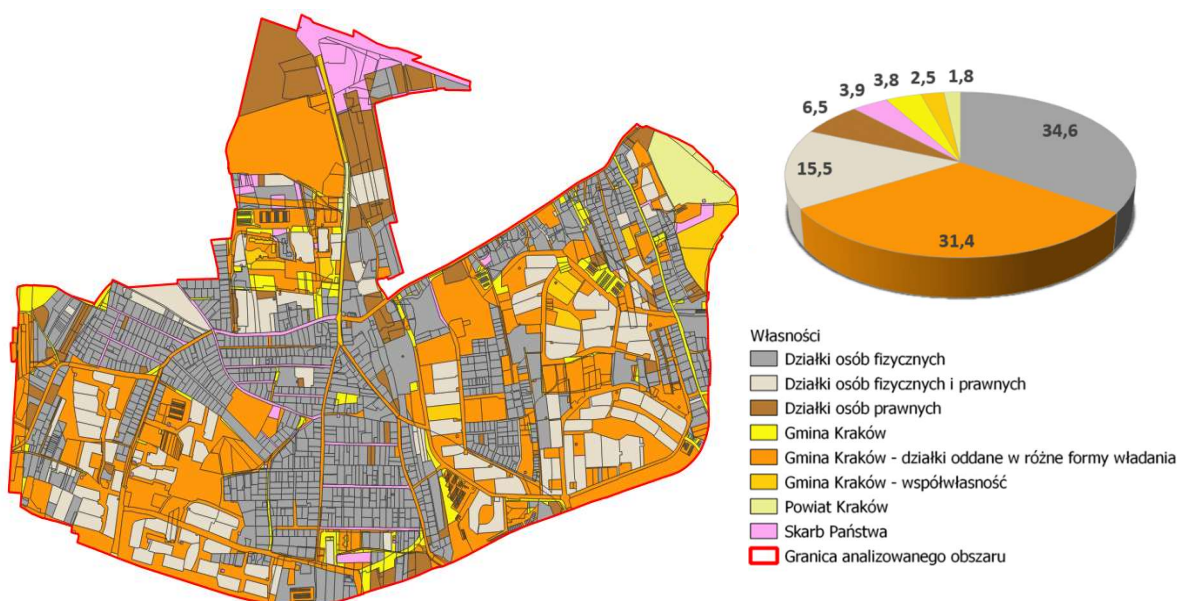 3,9
3,8
2,5
1,8
6,5
34,6
15,5
31,4
Własności
Działki osób fizycznych
Działki osób fizycznych i prawnych
Działki osób prawnych
Gmina Kraków
Gmina Kraków - działki oddane w różne formy władania
Gmina Kraków - współwłasność
Powiat Kraków
Skarb Państwa
Granica analizowanego obszaru